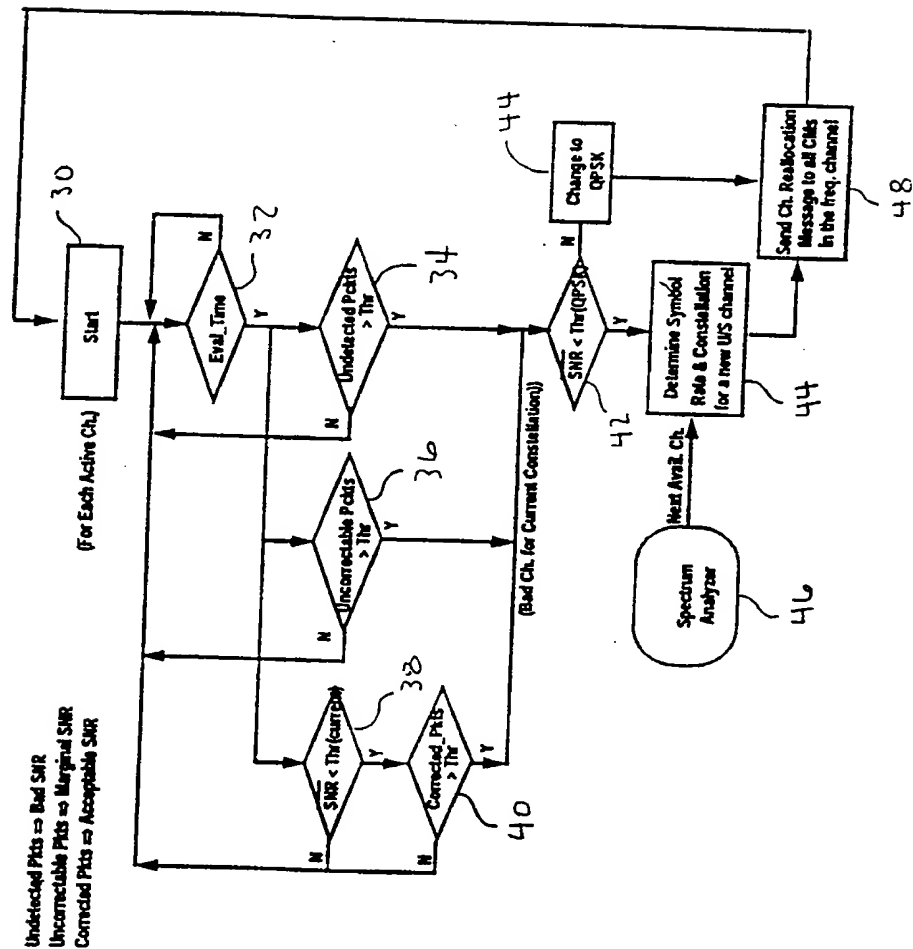 Undetected Pkts => Bad SNR
Uncorrectable Pkts => Marginal SNR
Corrected Pkts => Acceptable SNR
(For Each Active Ch.)
Start
30
Eval_Time
32
N
Y
Undetected Pckts
> Thr
34
N
Y
Uncorrectable Pckts
> Thr
36
N
Y
SNR < Thr(current)
38
N
Y
Corrected_Pkts
> Thr
40
N
Y
(Bad Ch. for Current Constellation))
SNR < Thr(QPSK)
42
N
Y
Change to
QPSK
44
Spectrum
Analyzer
46
Next Avail. Ch.
Determine Symbol
Rate & Constellation
for a new U/S channel
44
Send Ch. Reallocation
Message to all CMs
In the freq. channel
48